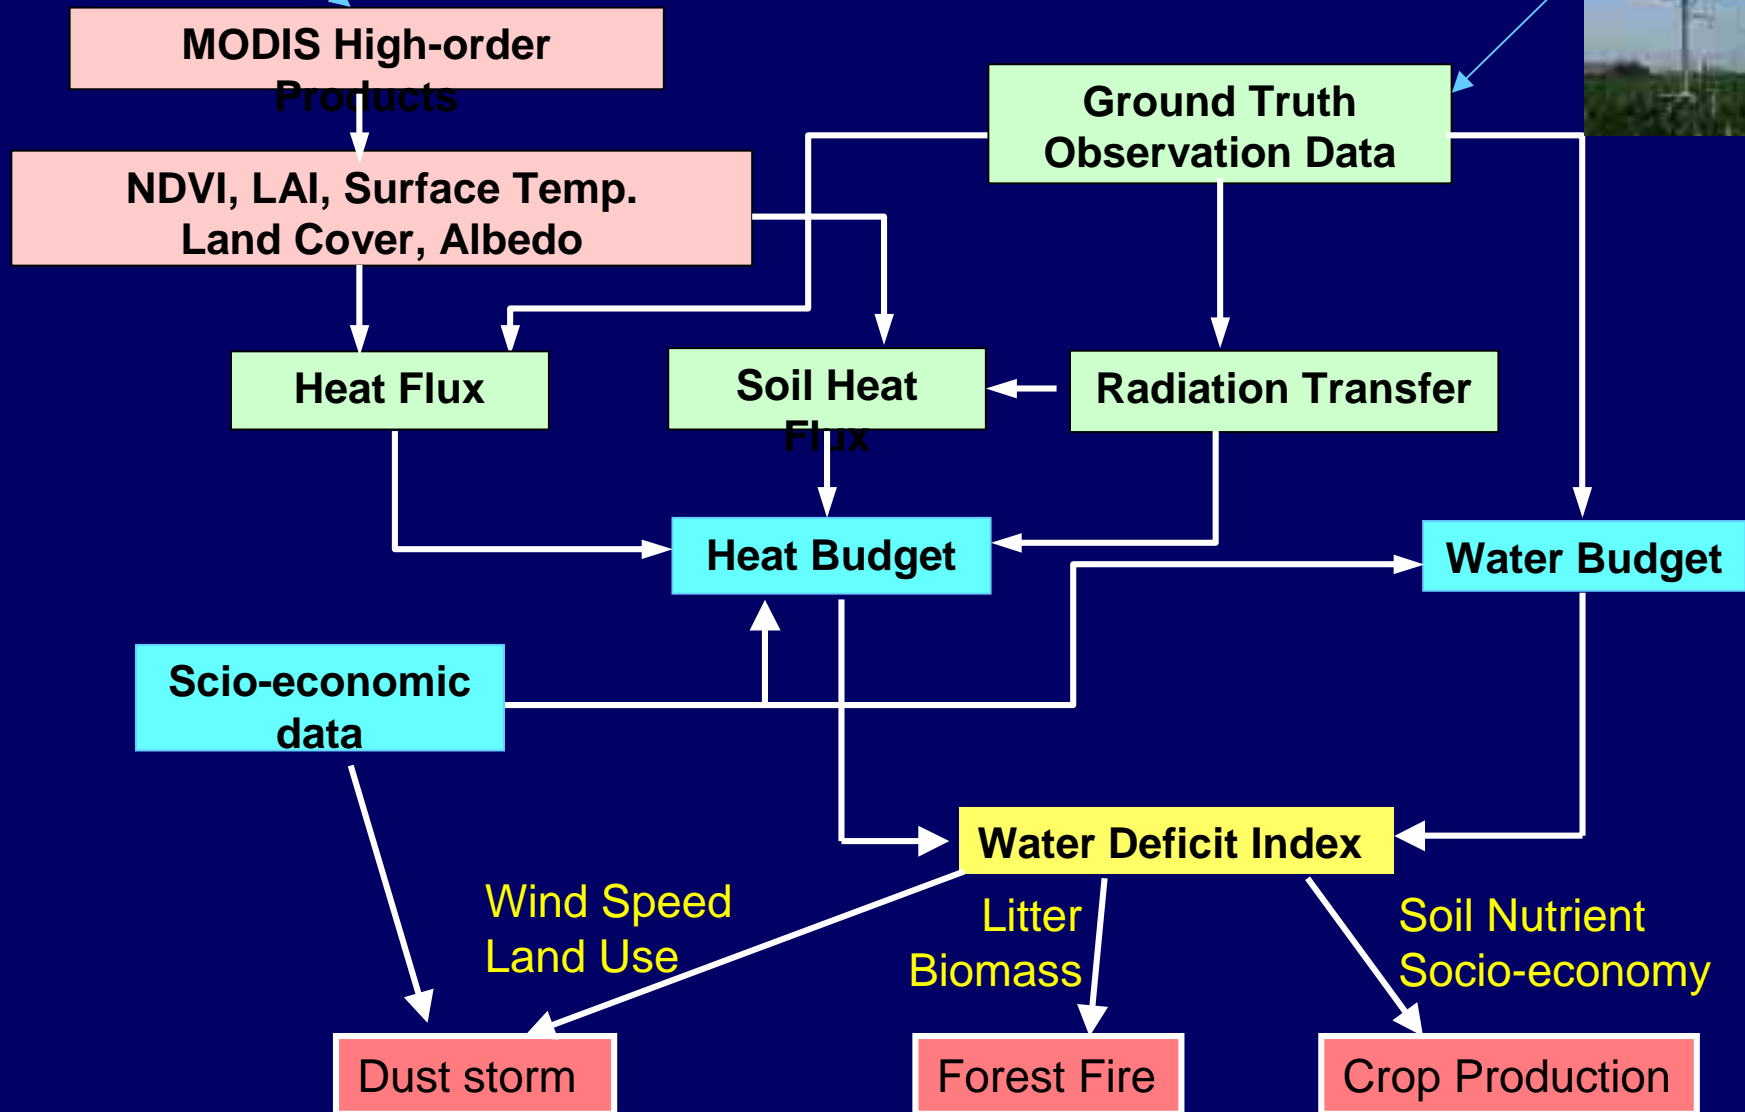 MODIS High-order
Products
Ground Truth
Observation Data
NDVI, LAI, Surface Temp.
Land Cover, Albedo
Heat Flux
Soil Heat
Flux
Radiation Transfer
Heat Budget
Water Budget
Scio-economic
data
Water Deficit Index
Wind Speed
Land Use
Litter
Biomass
Soil Nutrient
Socio-economy
Dust storm
Forest Fire
Crop Production